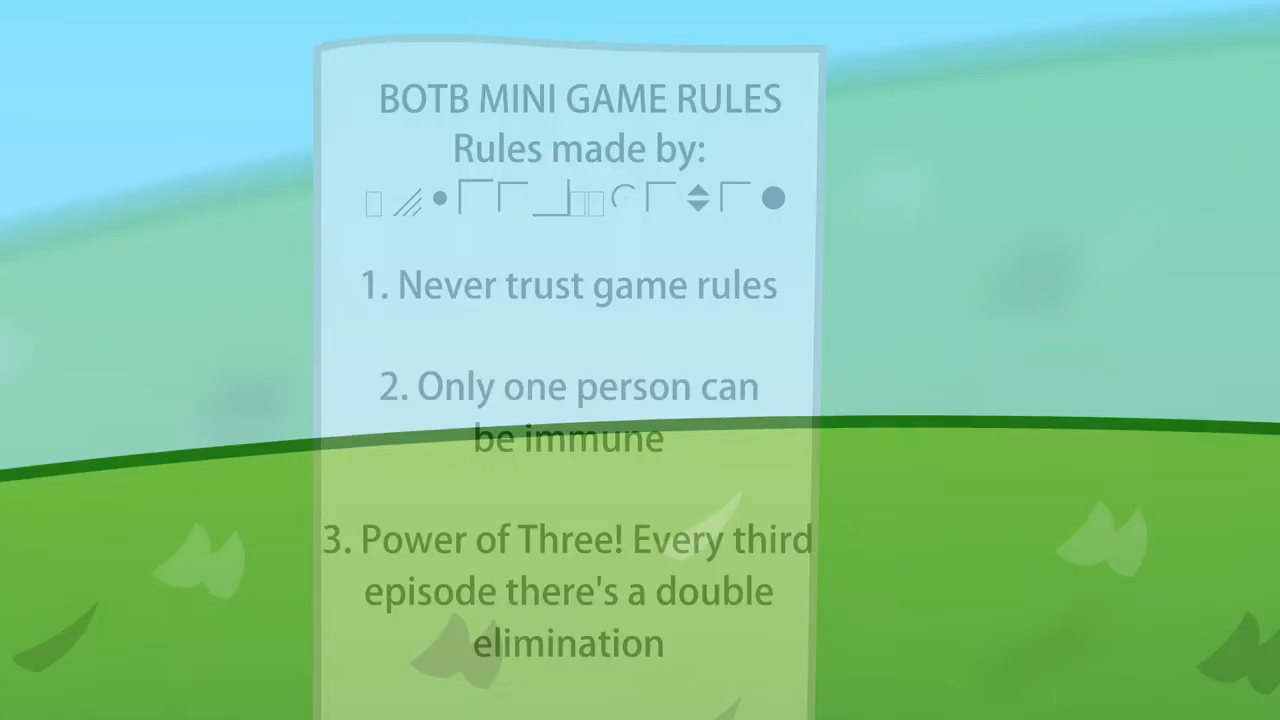 BOTB MINI GAME RULES
Rules made by:
1. Never trust game rules
2. Only one person can
be immune
3. Power of Three! Every third
episode there's a double
elimination